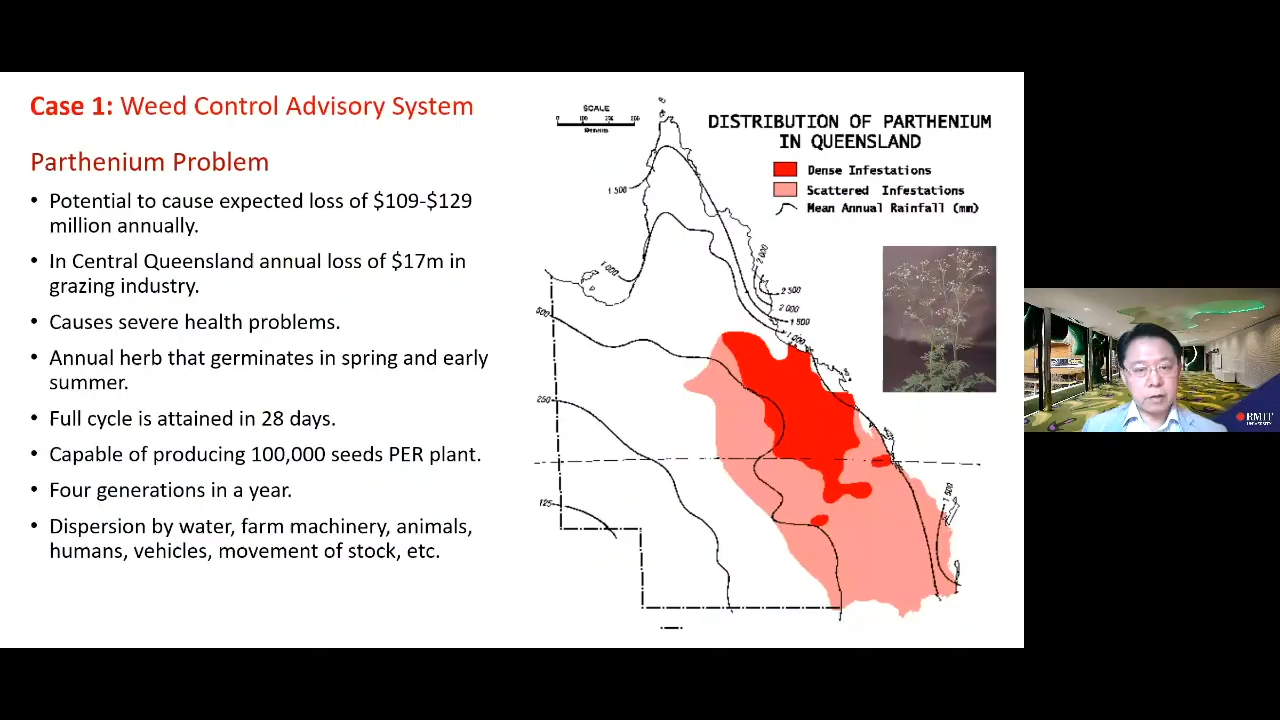 Case 1: Weed Control Advisory System
Parthenium Problem
• Potential to cause expected loss of $109-$129
million annually.
• In Central Queensland annual loss of $17m in
grazing industry.
• Causes severe health problems.
• Annual herb that germinates in spring and early
summer.
• Full cycle is attained in 28 days.
• Capable of producing 100,000 seeds PER plant.
• Four generations in a year.
• Dispersion by water, farm machinery, animals,
humans, vehicles, movement of stock, etc.
SCALE
DISTRIBUTION OF PARTHENIUM
IN QUEENSLAND
Dense Infestations
Scattered Infestations
Mean Annual Rainfall (mm)
1 500
2 000
1 000
2 500
2 000
1 500
1 000
500
250
125
1 500
RMIT
UNIVERSITY